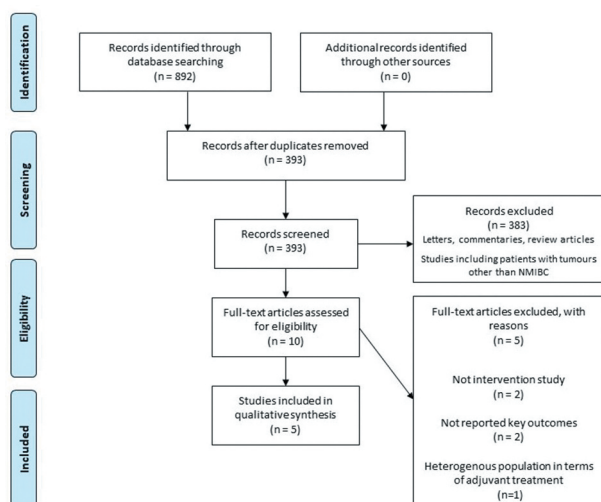 Identification
Records identified through
database searching
(n = 892)
Additional records identified
through other sources
(n = 0)
Records after duplicates removed
(n = 393)
Screening
Records screened
(n = 393)
Records excluded
(n = 383)
Letters, commentaries, review articles
Studies including patients with tumours
other than NMIBC
Eligibility
Full-text articles assessed
for eligibility
(n = 10)
Full-text articles excluded, with
reasons
(n = 5)
Not intervention study
(n = 2)
Not reported key outcomes
(n = 2)
Heterogenous population in terms
of adjuvant treatment
(n=1)
Included
Studies included in
qualitative synthesis
(n = 5)